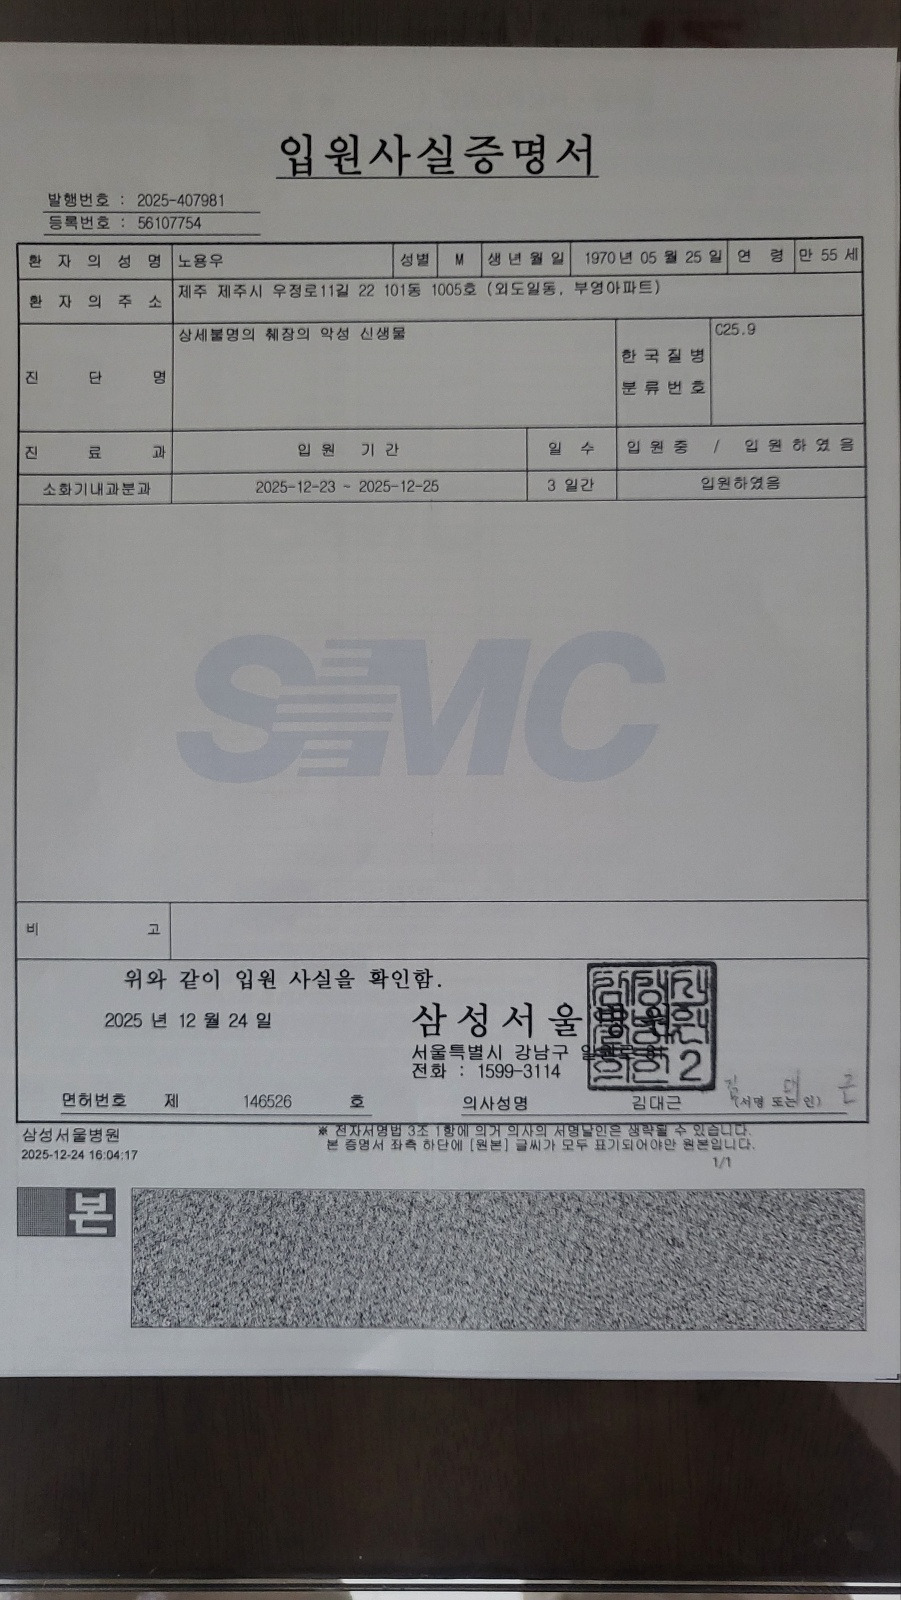 입원사실증명서
발행번호 : 2025-407981
등록번호 : 56107754
환자의 성명 노용우 성별 M 생년월일 1970년 05월 25일 연령 만 55 세
환자의 주소 제주 제주시 우정로11길 22 101동 1005호 (외도일동, 부영아파트)
진단명 상세불명의 췌장의 악성 신생물 한국질병 분류번호 C25.9
진료과 입원 기간 일수 입원중 / 입원하였음
소화기내과분과 2025-12-23 ~ 2025-12-25 3 일간 입원하였음
SMC
비고
위와 같이 입원 사실을 확인함.
2025 년 12 월 24 일 삼성서울병원
서울특별시 강남구 일원로 81
전화 : 1599-3114
면허번호 제 146526 호 의사성명 김대근 (서명 또는 인) 김대근
삼성서울병원 ※ 전자서명법 3조 1항에 의거 의사의 서명날인은 생략될 수 있습니다.
2025-12-24 16:04:17 본 증명서 좌측 하단에 [원본] 글씨가 모두 표기되어야만 원본입니다.
1/1
본